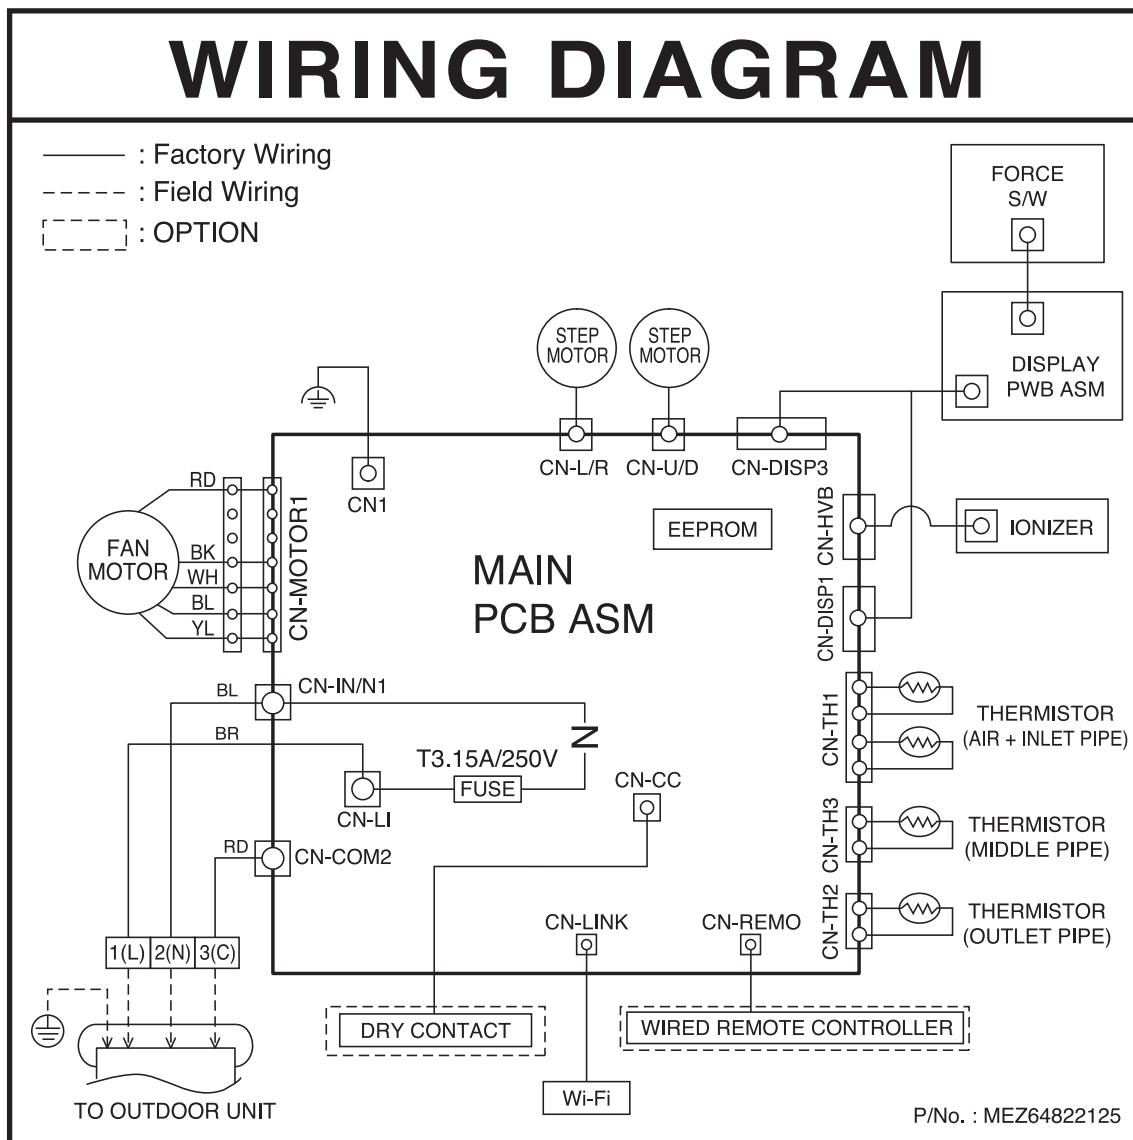 WIRING DIAGRAM
: Factory Wiring
: Field Wiring
: OPTION
FORCE
S/W
DISPLAY
PWB ASM
STEP
MOTOR
STEP
MOTOR
CN-L/R
CN-U/D
CN-DISP3
CN1
RD
BK
WH
BL
YL
FAN
MOTOR
CN-MOTOR1
EEPROM
CN-HVB
IONIZER
MAIN
PCB ASM
CN-DISP1
BL
CN-IN/N1
BR
N
T3.15A/250V
FUSE
CN-LI
CN-CC
CN-TH1
THERMISTOR
(AIR + INLET PIPE)
CN-TH3
THERMISTOR
(MIDDLE PIPE)
RD
CN-COM2
CN-TH2
THERMISTOR
(OUTLET PIPE)
CN-LINK
CN-REMO
1(L)
2(N)
3(C)
DRY CONTACT
WIRED REMOTE CONTROLLER
Wi-Fi
TO OUTDOOR UNIT
P/No. : MEZ64822125